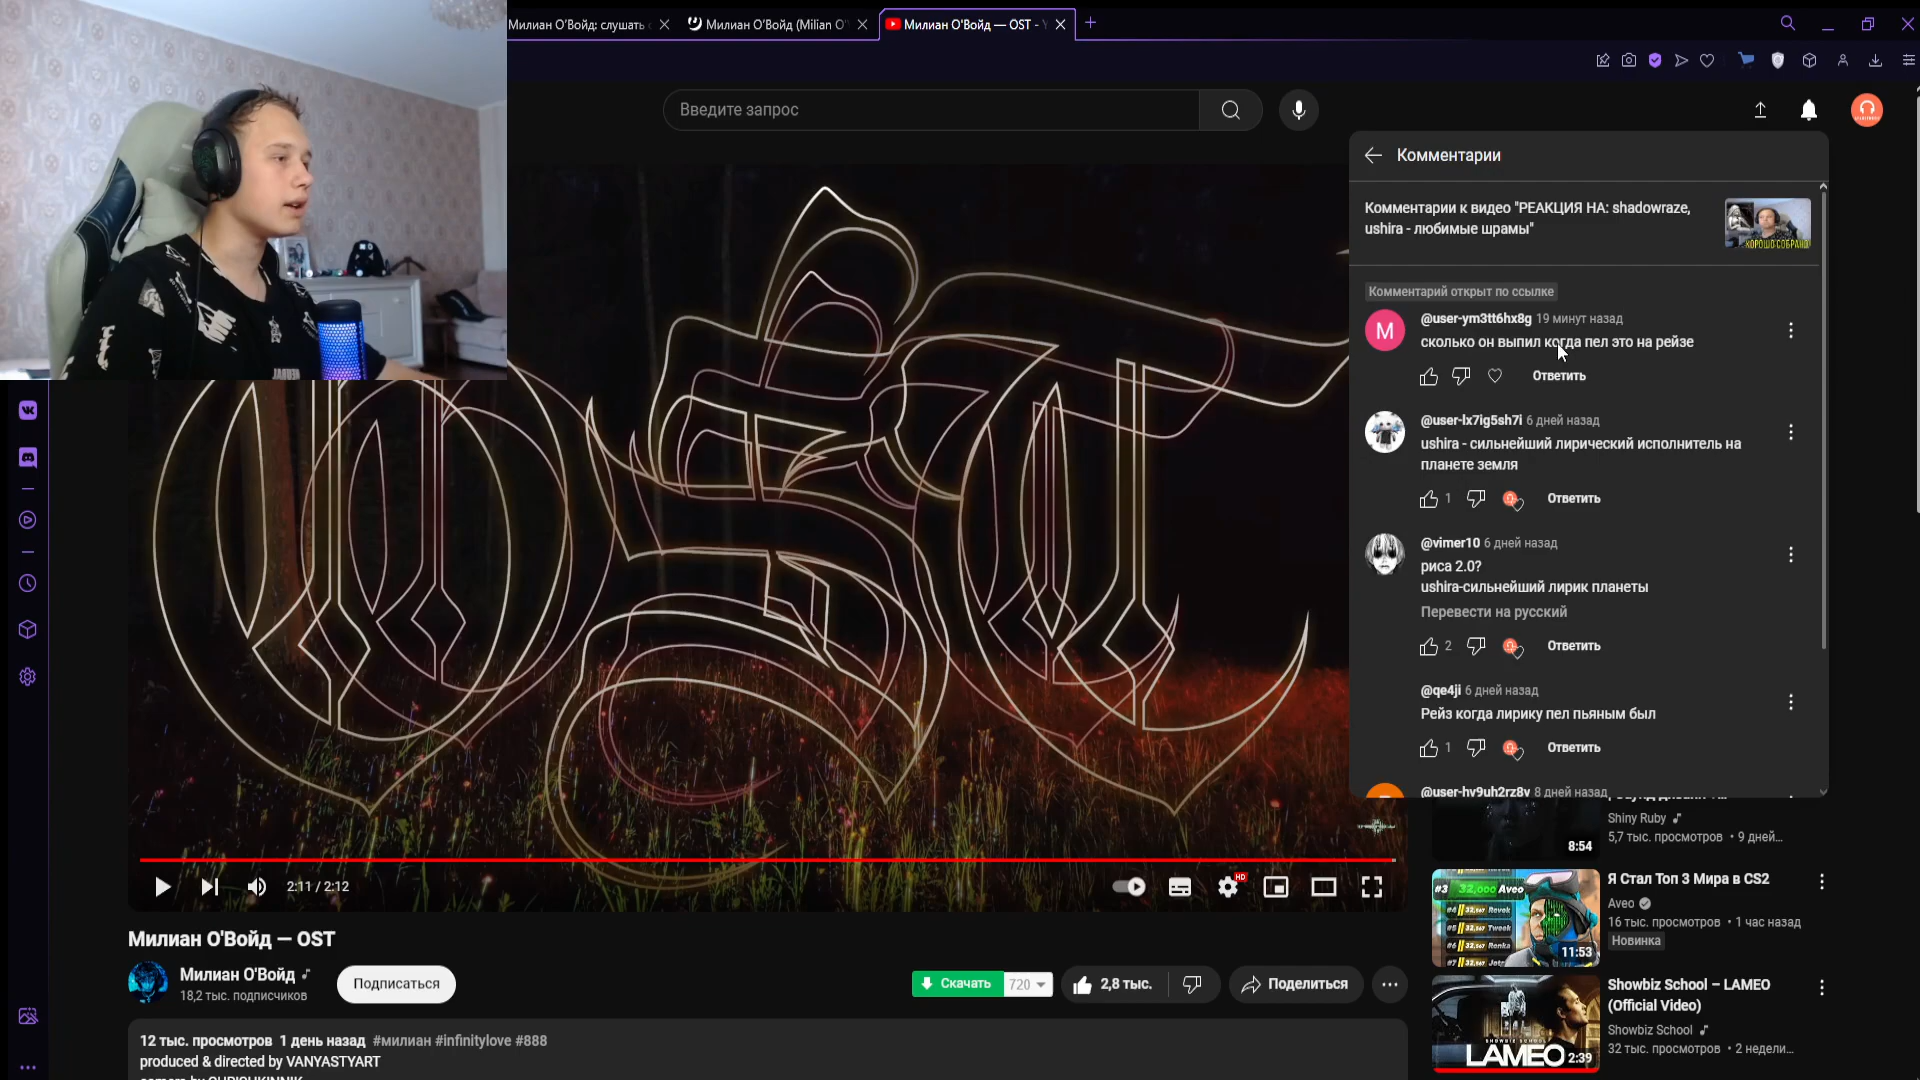 Милиан О'Войд: слушать
Милиан О'Войд (Milian O'
Милиан О'Войд — OST - Y
Введите запрос
Комментарии
Комментарии к видео "РЕАКЦИЯ НА: shadowraze,
ushira - любимые шрамы"
ХОРОШО СОБРАНО
Комментарий открыт по ссылке
M
@user-ym3tt6hx8g 19 минут назад
сколько он выпил когда пел это на рейзе
Ответить
@user-lx7ig5sh7i 6 дней назад
ushira - сильнейший лирический исполнитель на
планете земля
1
Ответить
@vimer10 6 дней назад
риса 2.0?
ushira-сильнейший лирик планеты
Перевести на русский
2
Ответить
@qe4ji 6 дней назад
Рейз когда лирику пел пьяным был
1
Ответить
@user-hv9uh2rz8v 8 дней назад
OST
2:11 / 2:12
HD
Милиан О'Войд — OST
Милиан О'Войд
18,2 тыс. подписчиков
Подписаться
Скачать
720
2,8 тыс.
Поделиться
12 тыс. просмотров 1 день назад #милиан #infinitylove #888
produced & directed by VANYASTYART
Shiny Ruby
5,7 тыс. просмотров • 9 дней...
8:54
#3 32,000 Aveo
Я Стал Топ 3 Мира в CS2
Aveo
16 тыс. просмотров • 1 час назад
Новинка
11:53
Showbiz School – LAMEO
(Official Video)
Showbiz School
32 тыс. просмотров • 2 недели...
LAMEO
2:39